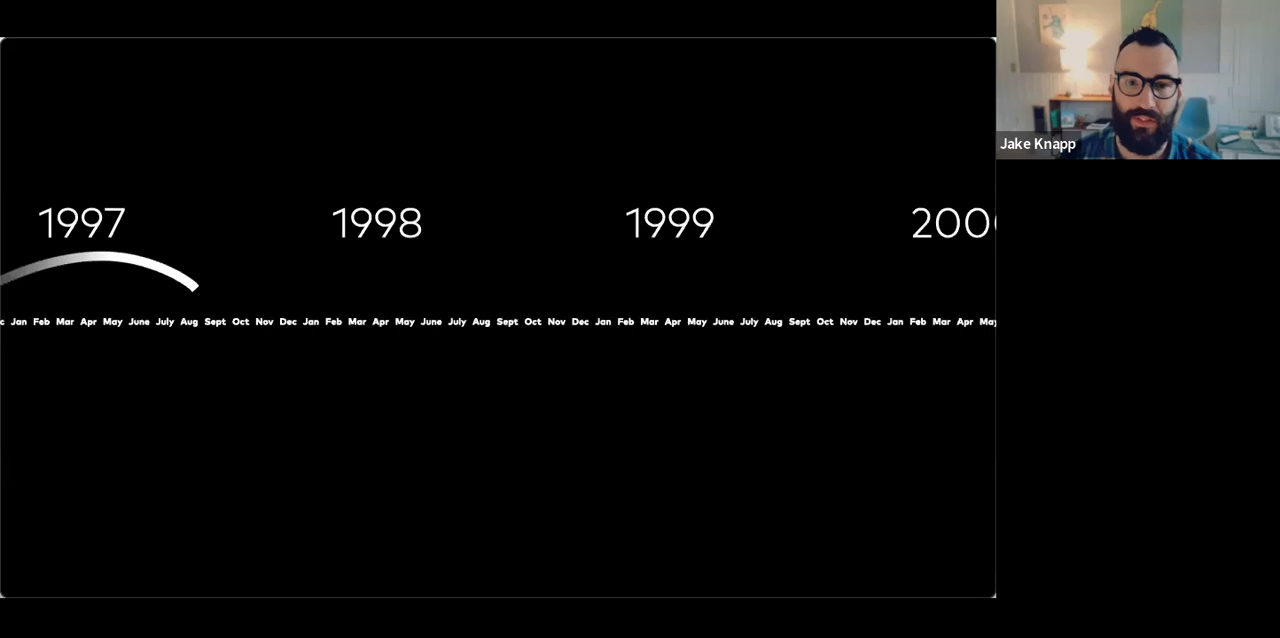 Jake Knapp
1997 1998 1999 200
Jan Feb Mar Apr May June July Aug Sept Oct Nov Dec Jan Feb Mar Apr May June July Aug Sept Oct Nov Dec Jan Feb Mar Apr May June July Aug Sept Oct Nov Dec Jan Feb Mar Apr May